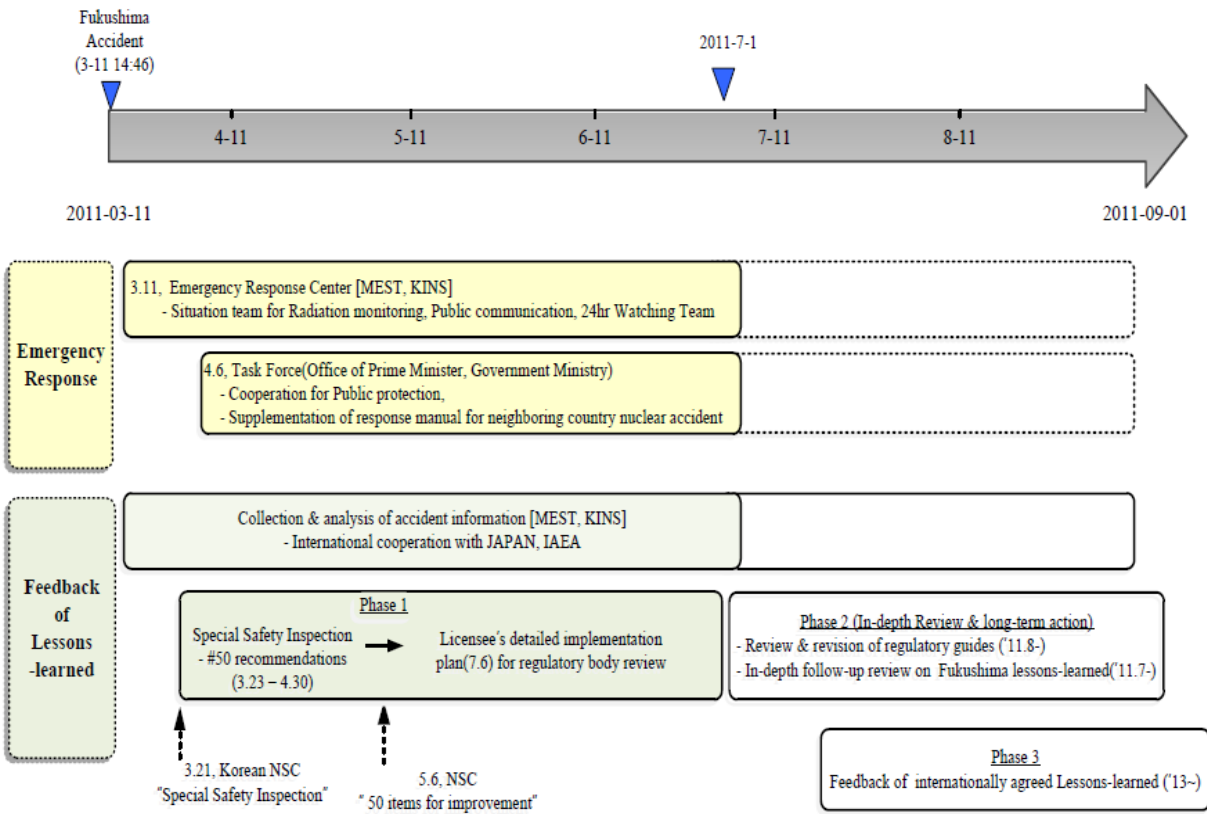 Fukushima
Accident
(3-11 14:46)
2011-7-1
4-11
5-11
6-11
7-11
8-11
2011-03-11
2011-09-01
Emergency
Response
3.11, Emergency Response Center [MEST, KINS]
- Situation team for Radiation monitoring, Public communication, 24hr Watching Team
4.6, Task Force(Office of Prime Minister, Government Ministry)
- Cooperation for Public protection,
- Supplementation of response manual for neighboring country nuclear accident
Feedback
of
Lessons
-learned
Collection & analysis of accident information [MEST, KINS]
- International cooperation with JAPAN, IAEA
Phase 1
Special Safety Inspection
- #50 recommendations
(3.23 – 4.30)
Licensee's detailed implementation
plan(7.6) for regulatory body review
Phase 2 (In-depth Review & long-term action)
- Review & revision of regulatory guides ('11.8-)
- In-depth follow-up review on Fukushima lessons-learned('11.7-)
3.21, Korean NSC
"Special Safety Inspection"
5.6, NSC
" 50 items for improvement"
Phase 3
Feedback of internationally agreed Lessons-learned ('13~)